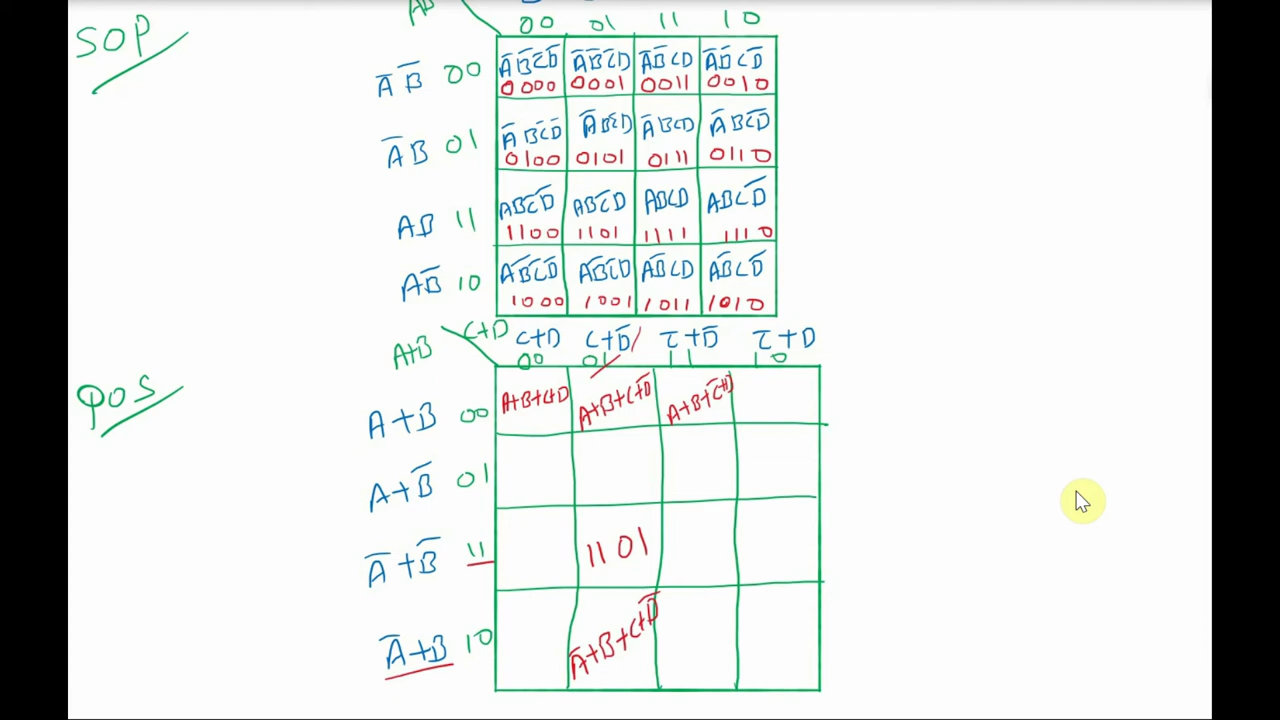 AB
00 01 11 10
SOP
A̅B̅ 00 A̅B̅C̅D̅ A̅B̅C̅D A̅B̅CD A̅B̅CD̅
0000 0001 0011 0010
A̅B 01 A̅BC̅D̅ A̅BC̅D A̅BCD A̅BCD̅
0100 0101 0111 0110
AB 11 ABC̅D̅ ABC̅D ABCD ABCD̅
1100 1101 1111 1110
AB̅ 10 AB̅C̅D̅ AB̅C̅D AB̅CD AB̅CD̅
1000 1001 1011 1010
A+B C+D C+D C+D̅ C̅+D̅ C̅+D
00 01 11 10
POS
A+B 00 A+B+C+D A+B+C+D̅
A+B̅ 01
A̅+B̅ 11 1101
A̅+B 10 A̅+B+C+D̅